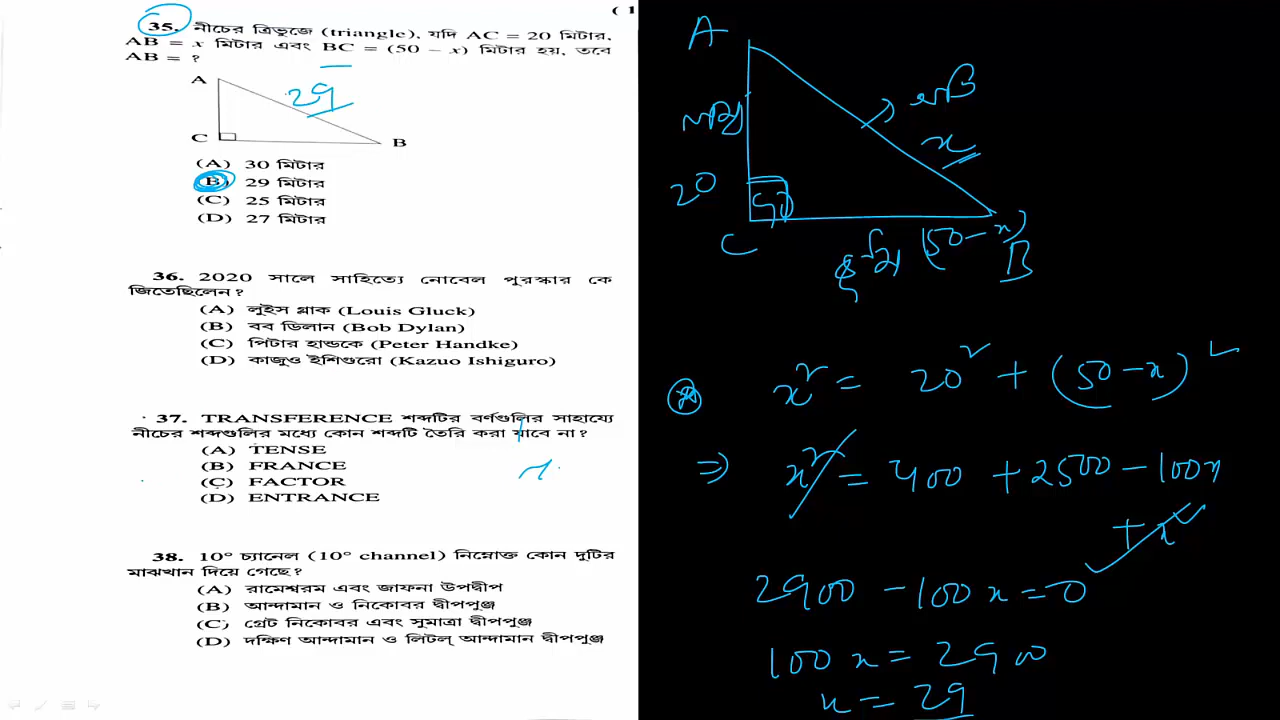 ( 1
35. নীচের ত্রিভুজে (triangle), যদি AC = 20 মিটার,
AB = x মিটার এবং BC = (50 – x) মিটার হয়, তবে
AB = ?
A
29
C
B
(A) 30 মিটার
(B) 29 মিটার
(C) 25 মিটার
(D) 27 মিটার
36. 2020 সালে সাহিত্যে নোবেল পুরস্কার কে
জিতেছিলেন?
(A) লুইস গ্লাক (Louis Gluck)
(B) বব ডিলান (Bob Dylan)
(C) পিটার হান্ডকে (Peter Handke)
(D) কাজুও ইশিগুরো (Kazuo Ishiguro)
37. TRANSFERENCE শব্দটির বর্ণগুলির সাহায্যে
নীচের শব্দগুলির মধ্যে কোন শব্দটি তৈরি করা যাবে না?
(A) TENSE
(B) FRANCE
(C) FACTOR
(D) ENTRANCE
38. 10° চ্যানেল (10° channel) নিম্নোক্ত কোন দুটির
মাঝখান দিয়ে গেছে?
(A) রামেশ্বরম এবং জাফনা উপদ্বীপ
(B) আন্দামান ও নিকোবর দ্বীপপুঞ্জ
(C) গ্রেট নিকোবর এবং সুমাত্রা দ্বীপপুঞ্জ
(D) দক্ষিণ আন্দামান ও লিটল্ আন্দামান দ্বীপপুঞ্জ
A
লম্ব
x
20
90
C
(50 – x)
B
ভূমি
x² = 20² + (50 – x)²
⇒ x² = 400 + 2500 – 100x
+ x²
2900 – 100x = 0
100x = 2900
x = 29